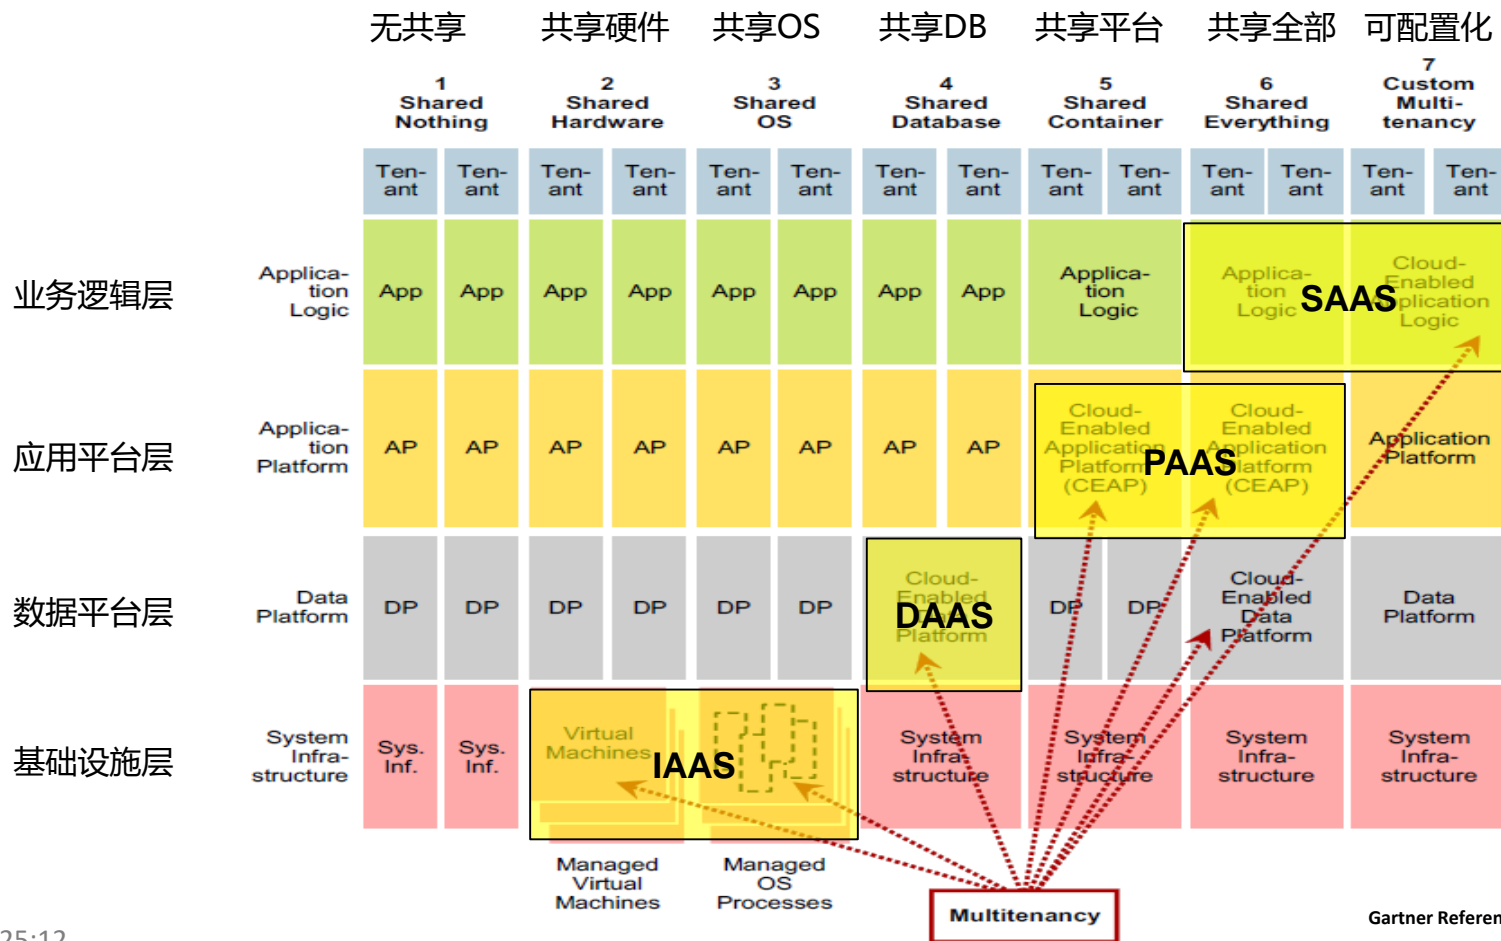 无共享 共享硬件 共享OS 共享DB 共享平台 共享全部 可配置化
1 2 3 4 5 6 7
Shared Shared Shared Shared Shared Shared Custom
Nothing Hardware OS Database Container Everything Multi-
tenancy
Ten- Ten- Ten- Ten- Ten- Ten- Ten- Ten- Ten- Ten- Ten- Ten- Ten- Ten-
ant ant ant ant ant ant ant ant ant ant ant ant ant ant
业务逻辑层
Applica-
tion
Logic
App App App App App App App App
Applica-
tion
Logic
Applica-
tion
Logic
SAAS
Cloud-
Enabled
Application
Logic
应用平台层
Applica-
tion
Platform
AP AP AP AP AP AP AP AP
Cloud-
Enabled
Application
Platform
(CEAP)
PAAS
Cloud-
Enabled
Application
Platform
(CEAP)
Application
Platform
数据平台层
Data
Platform
DP DP DP DP DP DP
Cloud-
Enabled
Data
Platform
DAAS
DP DP
Cloud-
Enabled
Data
Platform
Data
Platform
基础设施层
System
Infra-
structure
Sys.
Inf.
Sys.
Inf.
Virtual
Machines
IAAS
System
Infra-
structure
System
Infra-
structure
System
Infra-
structure
System
Infra-
structure
Managed
Virtual
Machines
Managed
OS
Processes
Multitenancy
Gartner Referen
25:12